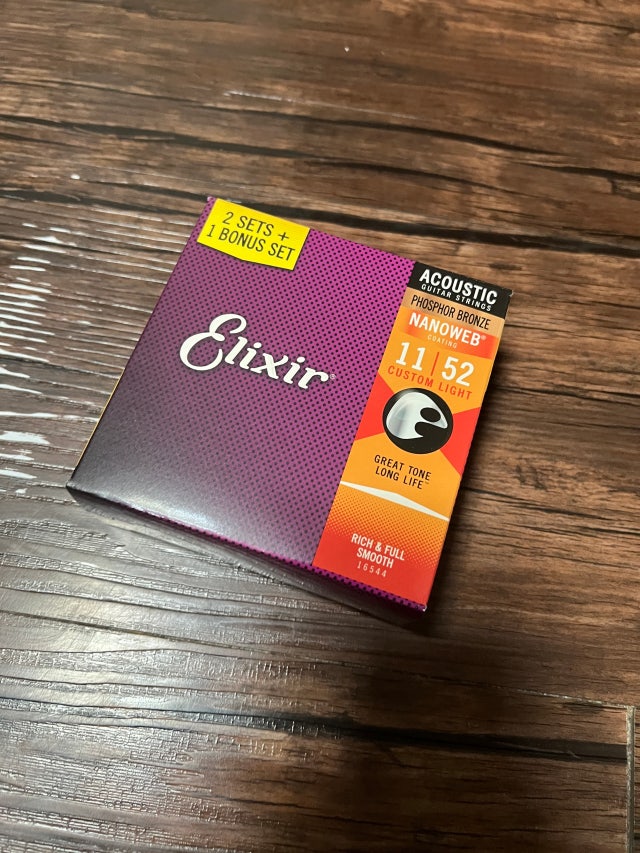 2 SETS +
1 BONUS SET
Elixir®
ACOUSTIC
GUITAR STRINGS
PHOSPHOR BRONZE
NANOWEB®
COATING
11 | 52
CUSTOM LIGHT
GREAT TONE
LONG LIFE™
RICH & FULL
SMOOTH
16544